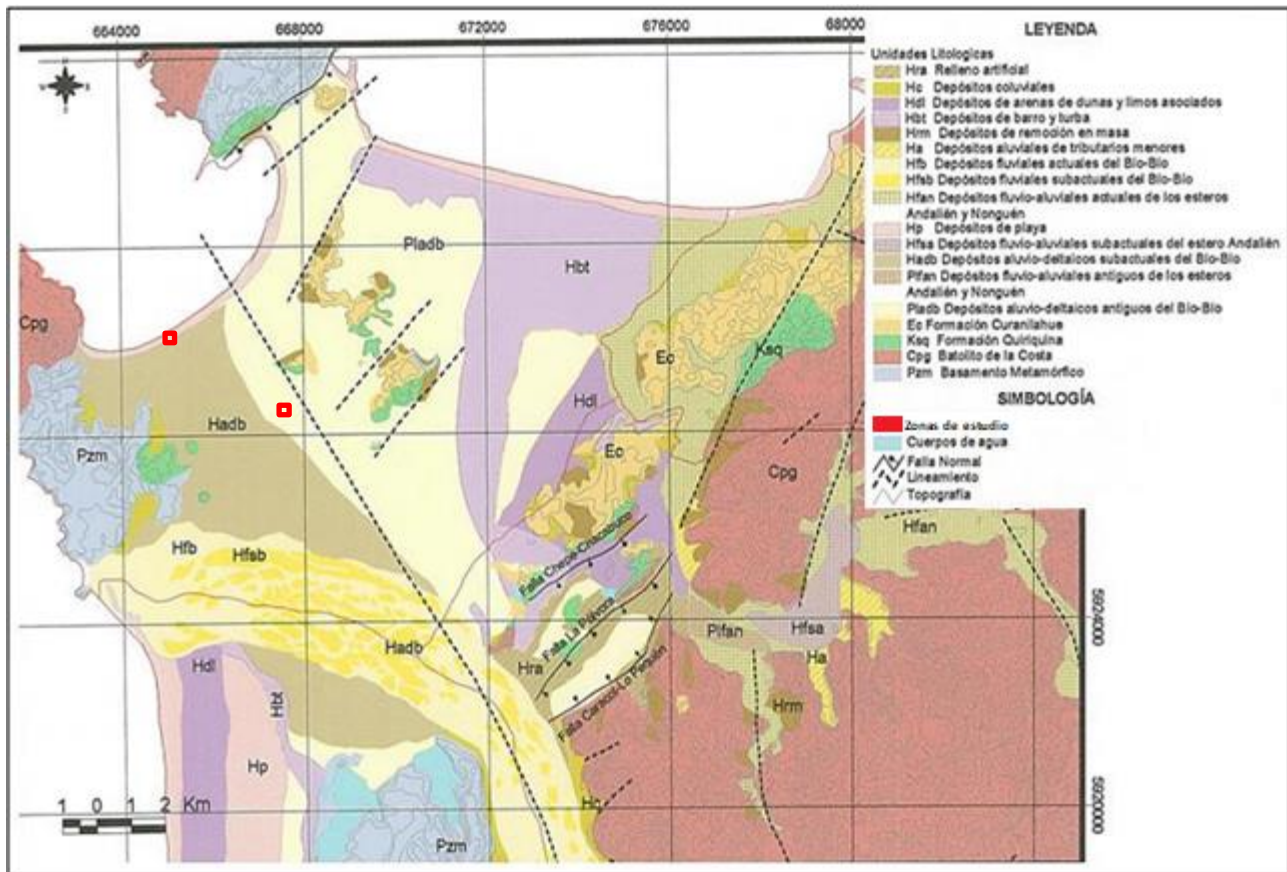 664000 668000 672000 676000 68000
LEYENDA
Unidades Litologicas
Hra Relleno artificial
Hc Depósitos coluviales
Hdl Depósitos de arenas de dunas y limos asociados
Hbt Depósitos de barro y turba
Hrm Depósitos de remoción en masa
Ha Depósitos aluviales de tributarios menores
Hfb Depósitos fluviales actuales del Bío-Bío
Hfsb Depósitos fluviales subactuales del Bío-Bío
Hfan Depósitos fluvio-aluviales actuales de los esteros
Andalién y Nonguén
Hp Depósitos de playa
Hfsa Depósitos fluvio-aluviales subactuales del estero Andalién
Hadb Depósitos aluvio-deltaicos subactuales del Bío-Bío
Plfan Depósitos fluvio-aluviales antiguos de los esteros
Andalién y Nonguén
Pladb Depósitos aluvio-deltaicos antiguos del Bío-Bío
Ec Formación Curanilahue
Ksq Formación Quiriquina
Cpg Batolito de la Costa
Pzm Basamento Metamórfico
SIMBOLOGÍA
Zonas de estudio
Cuerpos de agua
Falla Normal
Lineamiento
Topografía
Pladb
Hbt
Cpg
Ec
Ksq
Hdl
Hadb
Ec
Pzm
Cpg
Hfan
Hfb
Hfsb
Falla Chepe-Chacabuco
5924000
Falla La Pólvora
Plfan
Hfsa
Hadb
Hdl
Hra
Ha
Hbt
Falla Caracol-Lo Pequén
Hrm
Hp
Km
Hc
5920000
1 0 1 2
Pzm